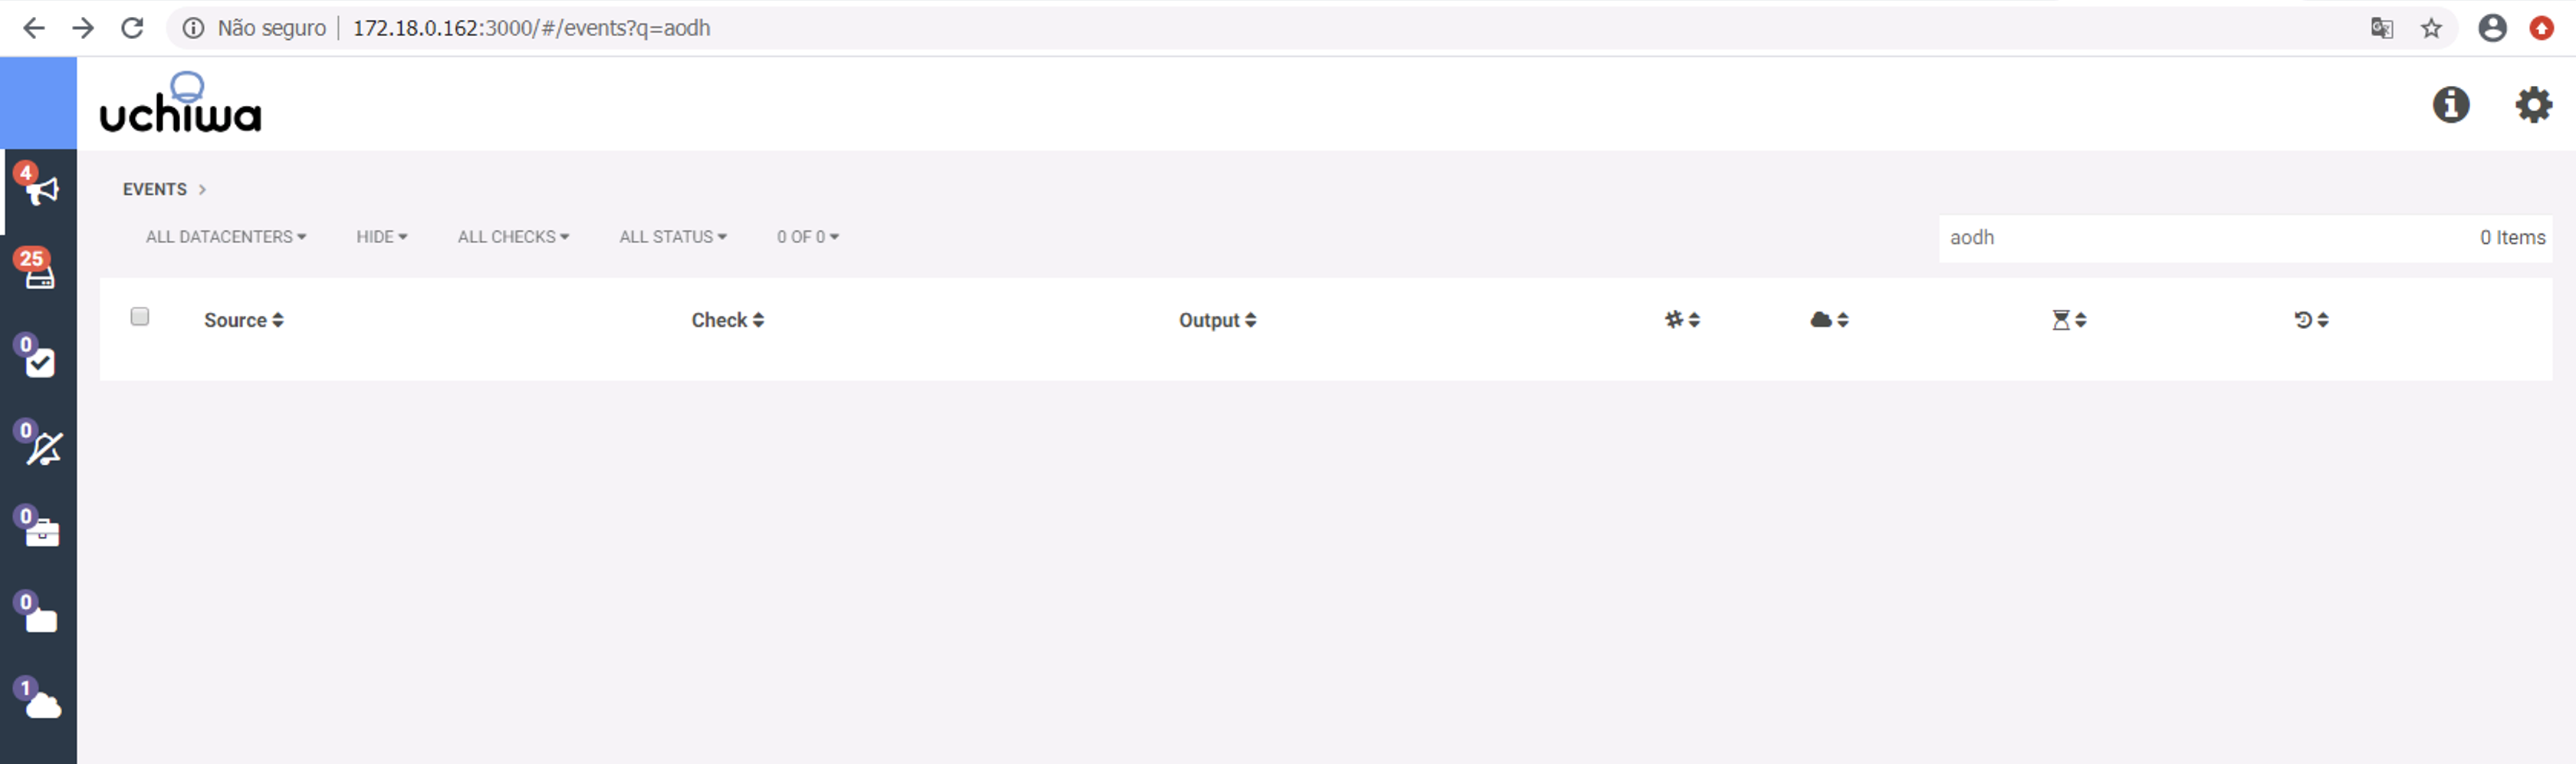 Não seguro 172.18.0.162:3000/#/events?q=aodh
uchiwa
4
EVENTS
ALL DATACENTERS HIDE ALL CHECKS ALL STATUS 0 OF 0 aodh 0 Items
25
Source Check Output
0
0
0
0
1